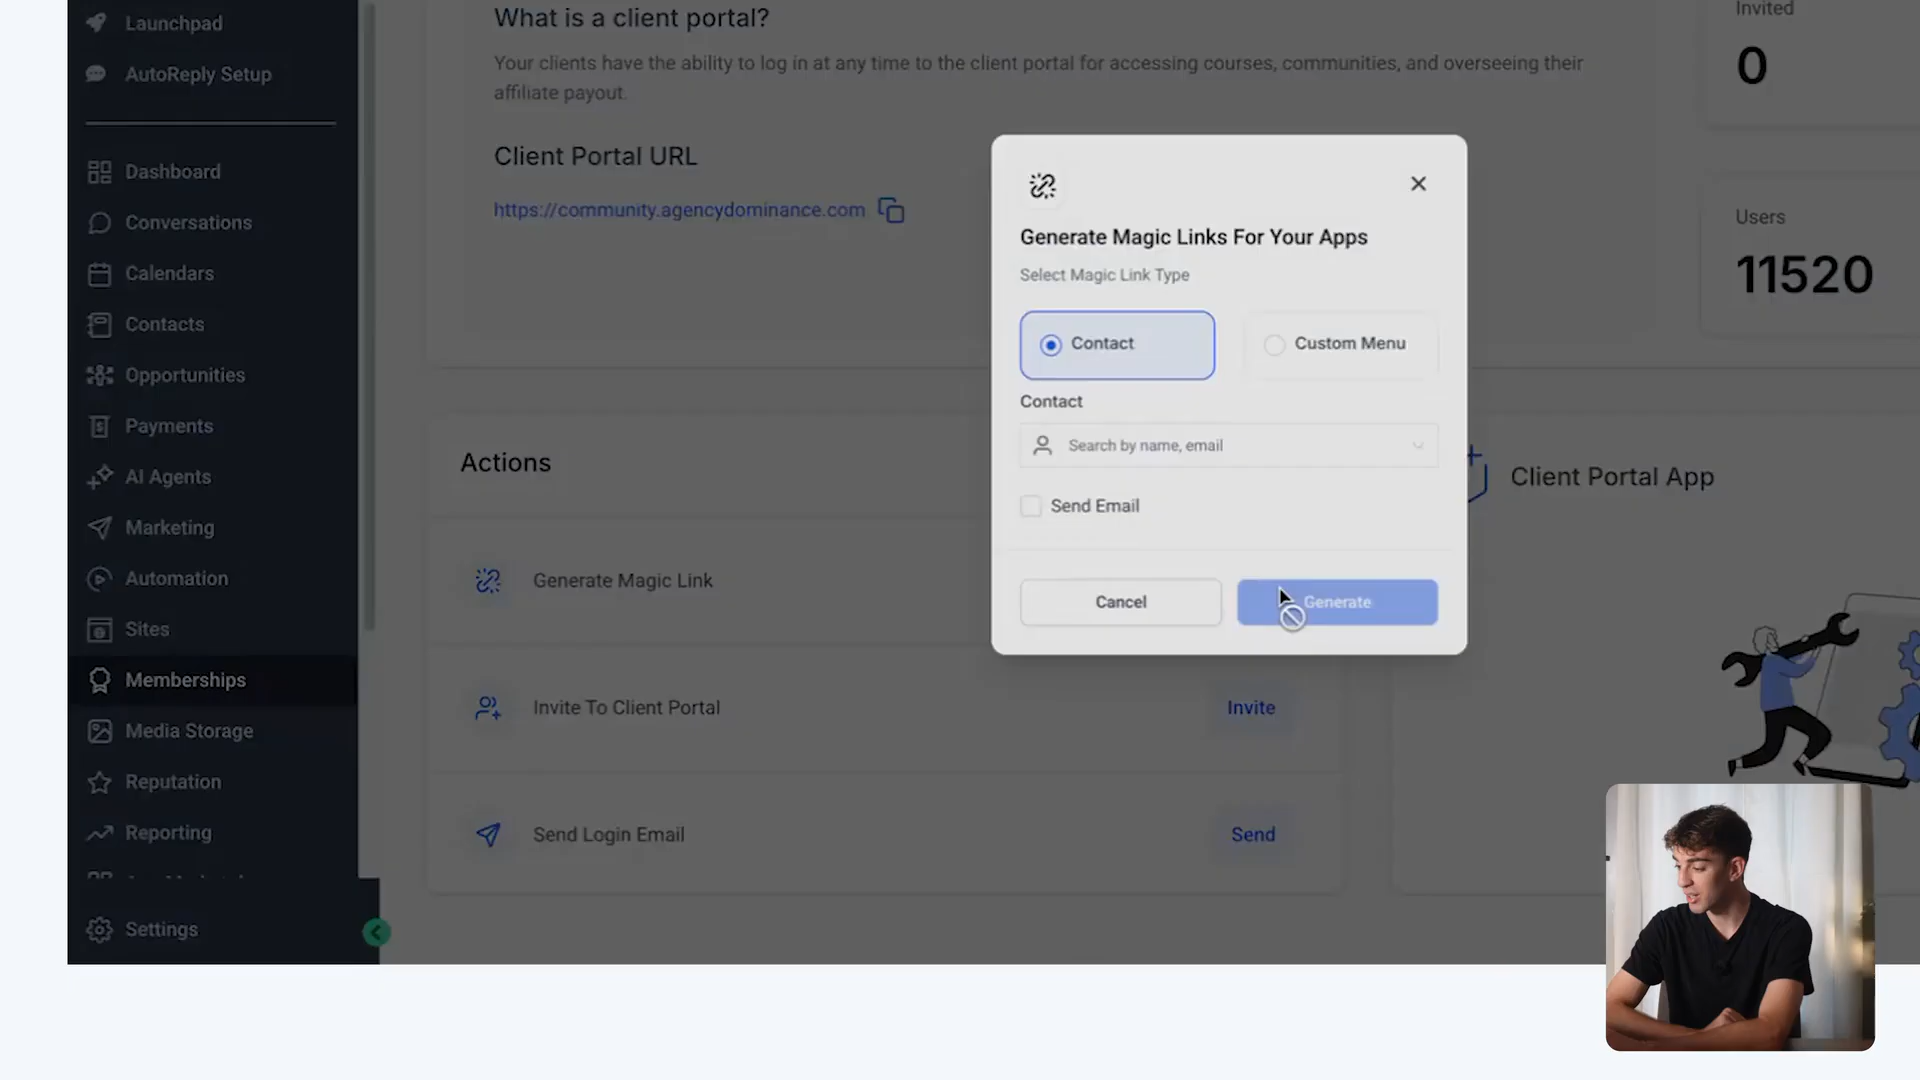 Launchpad
AutoReply Setup
Dashboard
Conversations
Calendars
Contacts
Opportunities
Payments
AI Agents
Marketing
Automation
Sites
Memberships
Media Storage
Reputation
Reporting
Settings
What is a client portal?
Your clients have the ability to log in at any time to the client portal for accessing courses, communities, and overseeing their
affiliate payout.
Client Portal URL
https://community.agencydominance.com
Invited
0
Users
11520
Actions
Generate Magic Link
Invite To Client Portal
Invite
Send Login Email
Send
Client Portal App
Generate Magic Links For Your Apps
Select Magic Link Type
Contact
Custom Menu
Contact
Search by name, email
Send Email
Cancel
Generate